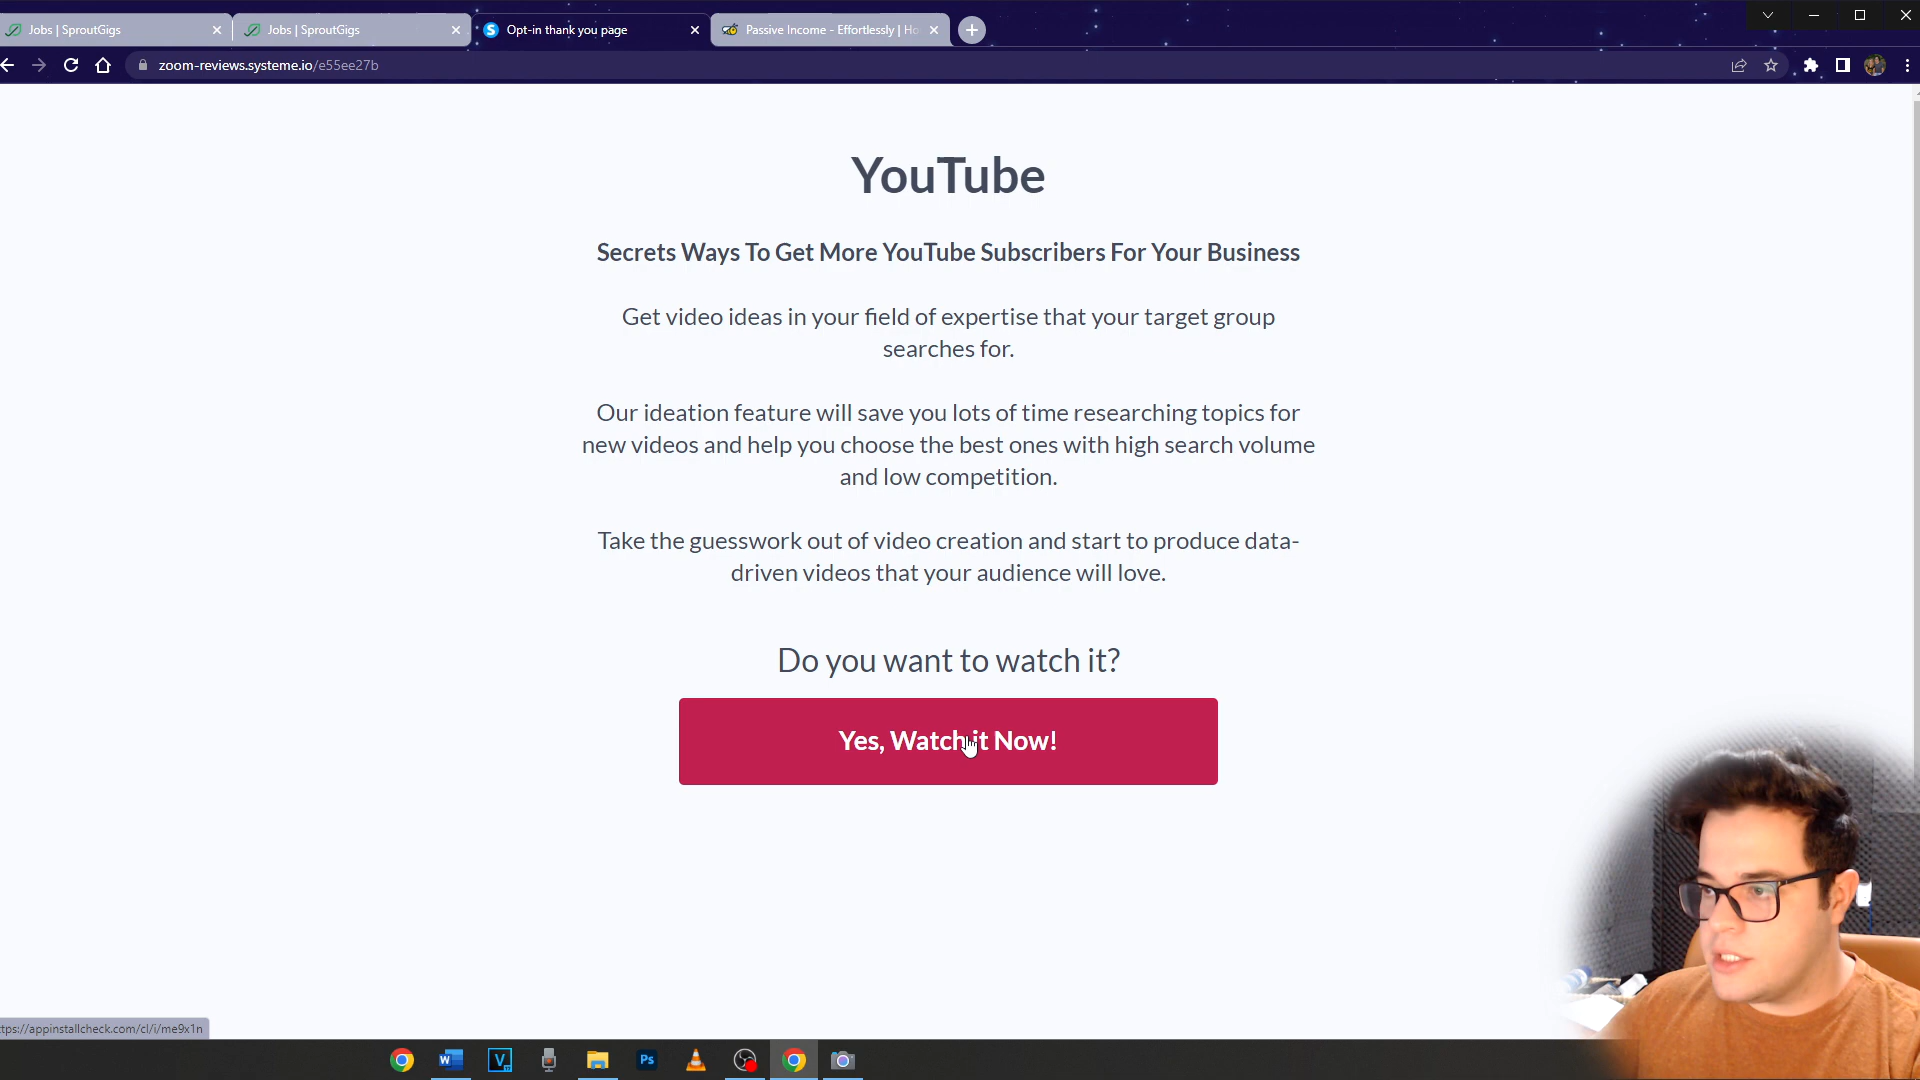 Jobs | SproutGigs
Jobs | SproutGigs
Opt-in thank you page
Passive Income - Effortlessly | Ho
zoom-reviews.systeme.io/e55ee27b
YouTube
Secrets Ways To Get More YouTube Subscribers For Your Business
Get video ideas in your field of expertise that your target group
searches for.
Our ideation feature will save you lots of time researching topics for
new videos and help you choose the best ones with high search volume
and low competition.
Take the guesswork out of video creation and start to produce data-
driven videos that your audience will love.
Do you want to watch it?
Yes, Watch it Now!
ttps://appinstallcheck.com/cl/i/me9x1n
W
V
Ps